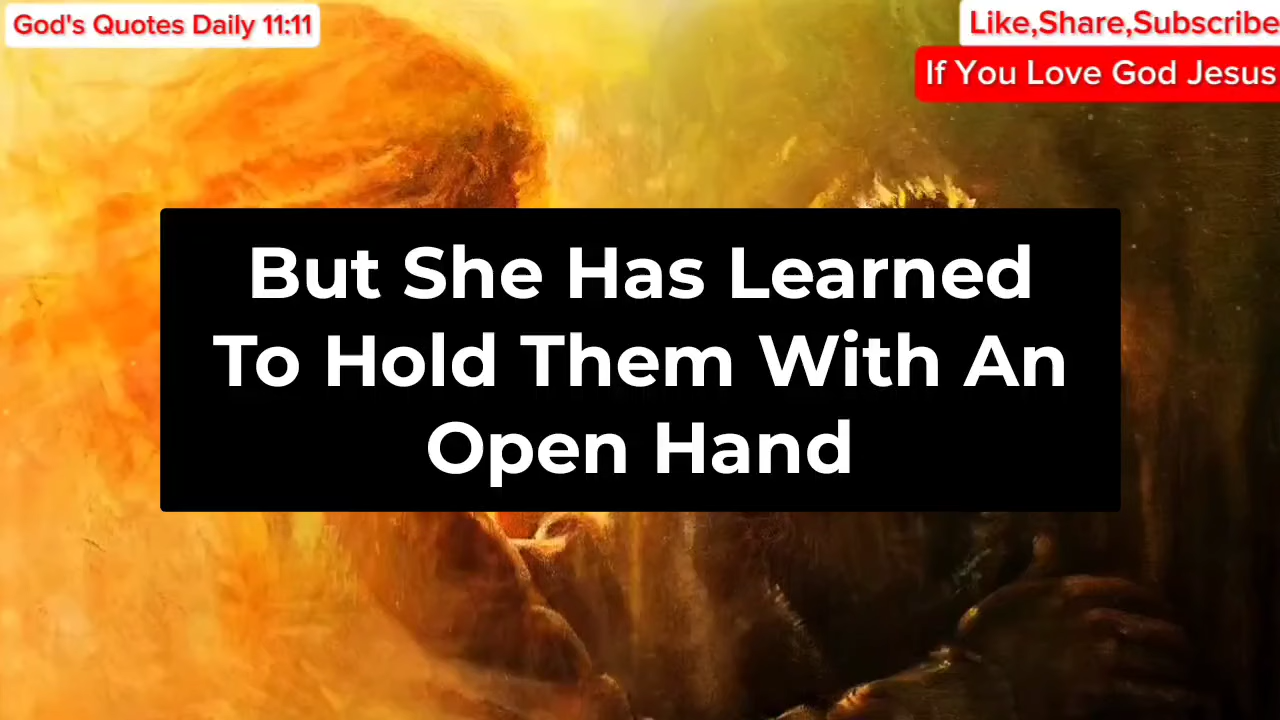 God's Quotes Daily 11:11
Like,Share,Subscribe
If You Love God Jesus
But She Has Learned
To Hold Them With An
Open Hand